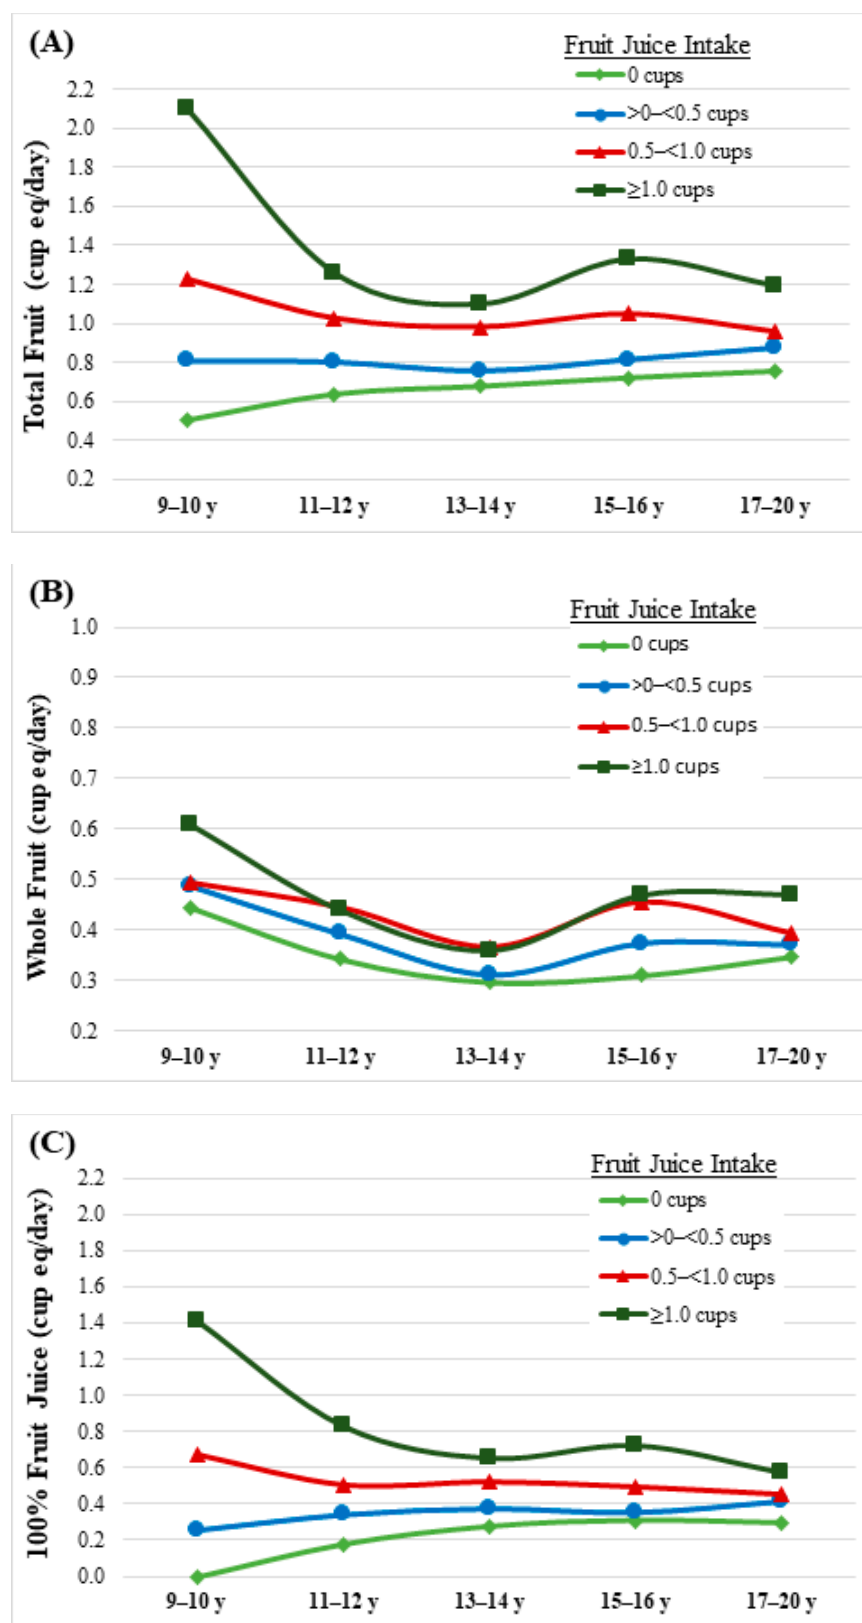 (A)
Fruit Juice Intake
0 cups
>0–<0.5 cups
0.5–<1.0 cups
≥1.0 cups
Total Fruit (cup eq/day)
2.2
2.0
1.8
1.6
1.4
1.2
1.0
0.8
0.6
0.4
0.2
9–10 y 11–12 y 13–14 y 15–16 y 17–20 y
(B)
Fruit Juice Intake
0 cups
>0–<0.5 cups
0.5–<1.0 cups
≥1.0 cups
Whole Fruit (cup eq/day)
1.0
0.9
0.8
0.7
0.6
0.5
0.4
0.3
0.2
9–10 y 11–12 y 13–14 y 15–16 y 17–20 y
(C)
Fruit Juice Intake
0 cups
>0–<0.5 cups
0.5–<1.0 cups
≥1.0 cups
100% Fruit Juice (cup eq/day)
2.2
2.0
1.8
1.6
1.4
1.2
1.0
0.8
0.6
0.4
0.2
0.0
9–10 y 11–12 y 13–14 y 15–16 y 17–20 y